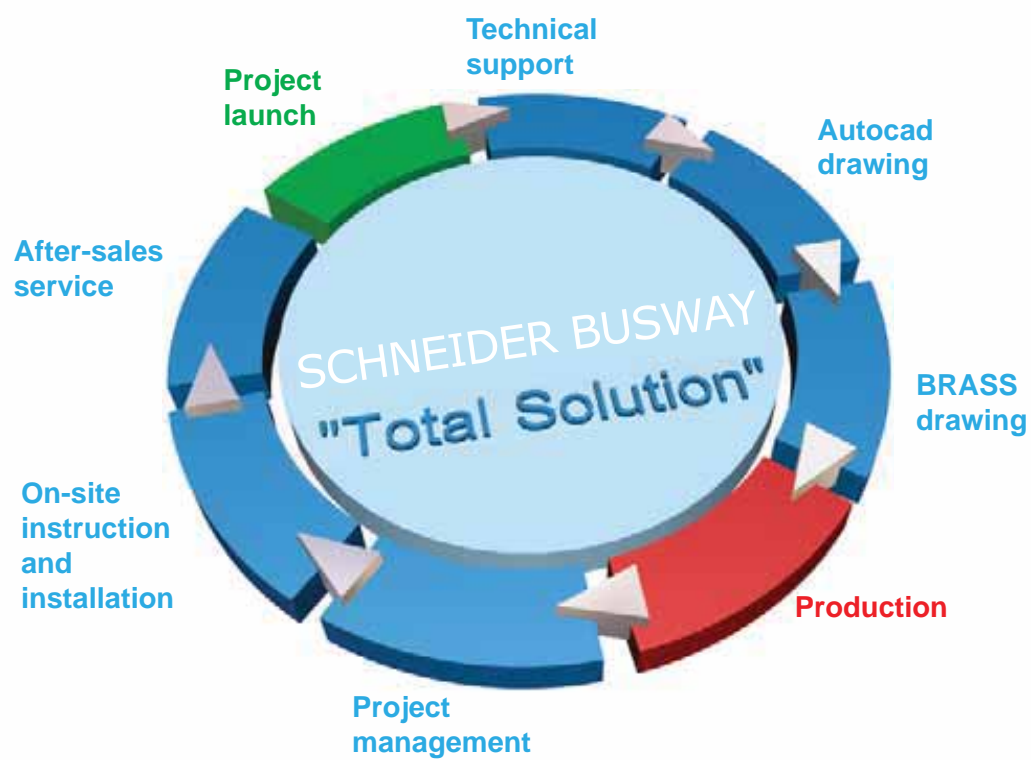 Technical
support
Project
launch
Autocad
drawing
After-sales
service
SCHNEIDER BUSWAY
"Total Solution"
BRASS
drawing
On-site
instruction
and
installation
Production
Project
management